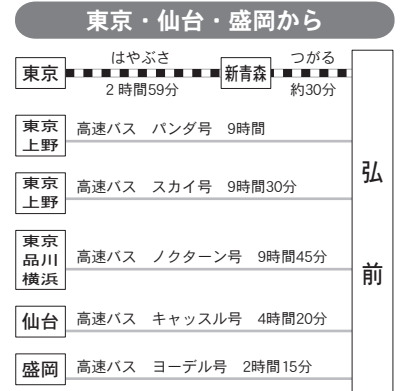 東京・仙台・盛岡から
はやぶさ つがる
東京 新青森
2時間59分 約30分
東京
上野
高速バス パンダ号 9時間
東京
上野
高速バス スカイ号 9時間30分
東京
品川
横浜
高速バス ノクターン号 9時間45分
仙台 高速バス キャッスル号 4時間20分
盛岡 高速バス ヨーデル号 2時間15分
弘前